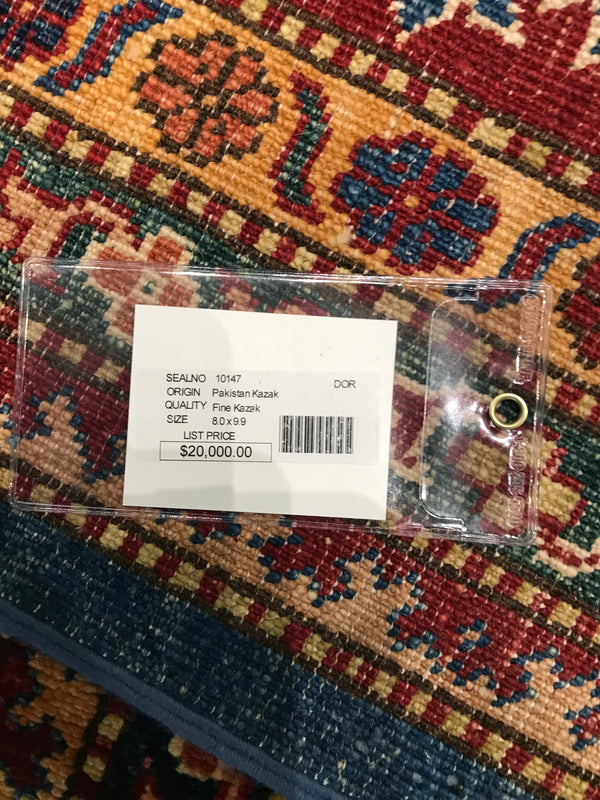 SEALNO 10147 DOR
ORIGIN Pakistan Kazak
QUALITY Fine Kazak
SIZE 8.0 x 9.9
LIST PRICE
$20,000.00